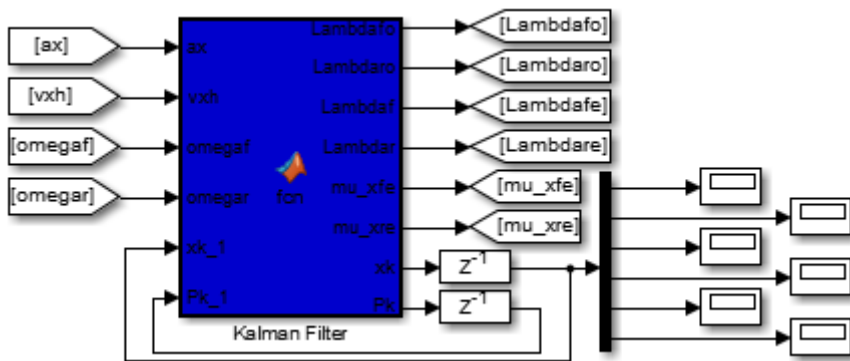 [ax]
[vxh]
[omegaf]
[omegar]
ax
vxh
omegaf
omegar
xk_1
Pk_1
fcn
Lambdafo
Lambdaro
Lambdaf
Lambdar
mu_xfe
mu_xre
xk
Pk
[Lambdafo]
[Lambdaro]
[Lambdafe]
[Lambdare]
[mu_xfe]
[mu_xre]
Z-1
Z-1
Kalman Filter